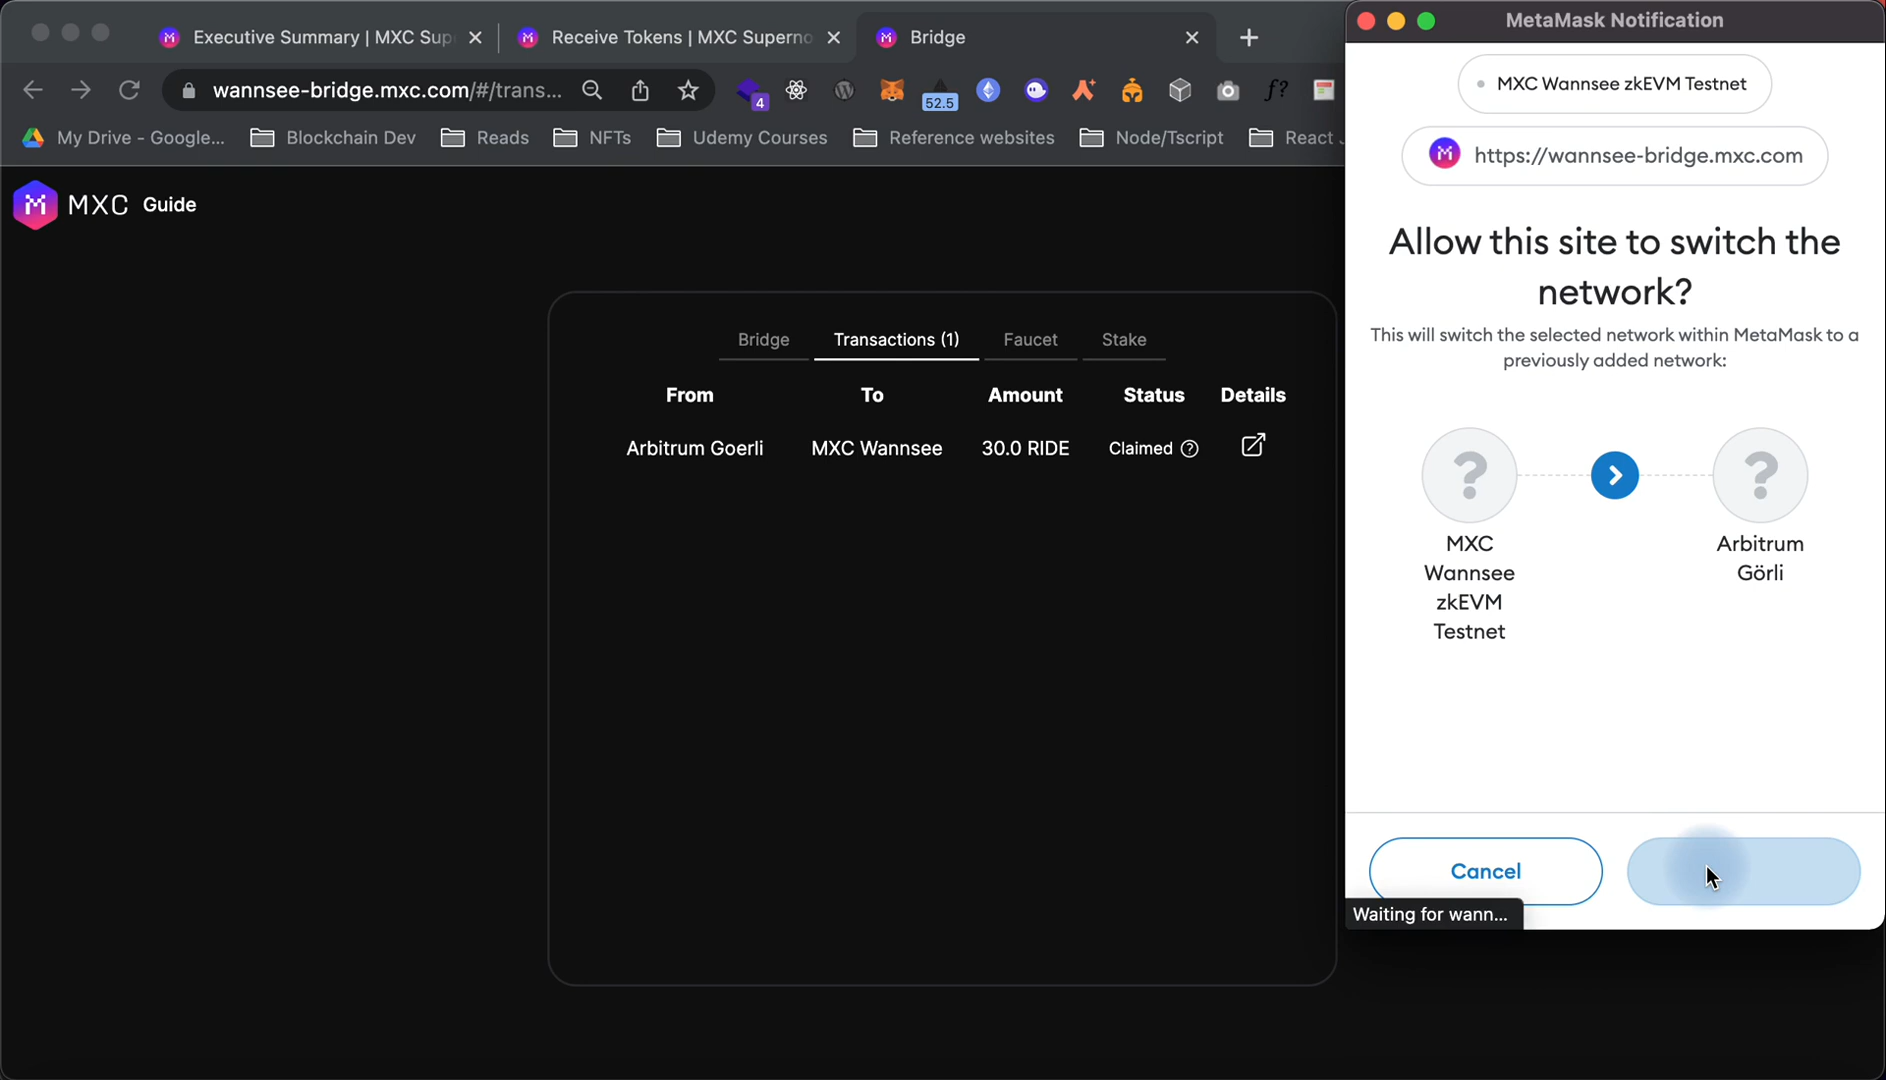 Executive Summary | MXC Sup
Receive Tokens | MXC Superno
Bridge
wannsee-bridge.mxc.com/#/trans...
4
52.5
f?
My Drive - Google...
Blockchain Dev
Reads
NFTs
Udemy Courses
Reference websites
Node/Tscript
React
MXC
Guide
Bridge
Transactions (1)
Faucet
Stake
From
To
Amount
Status
Details
Arbitrum Goerli
MXC Wannsee
30.0 RIDE
Claimed ?
MetaMask Notification
MXC Wannsee zkEVM Testnet
https://wannsee-bridge.mxc.com
Allow this site to switch the
network?
This will switch the selected network within MetaMask to a
previously added network:
?
?
MXC
Wannsee
zkEVM
Testnet
Arbitrum
Görli
Cancel
Waiting for wann...